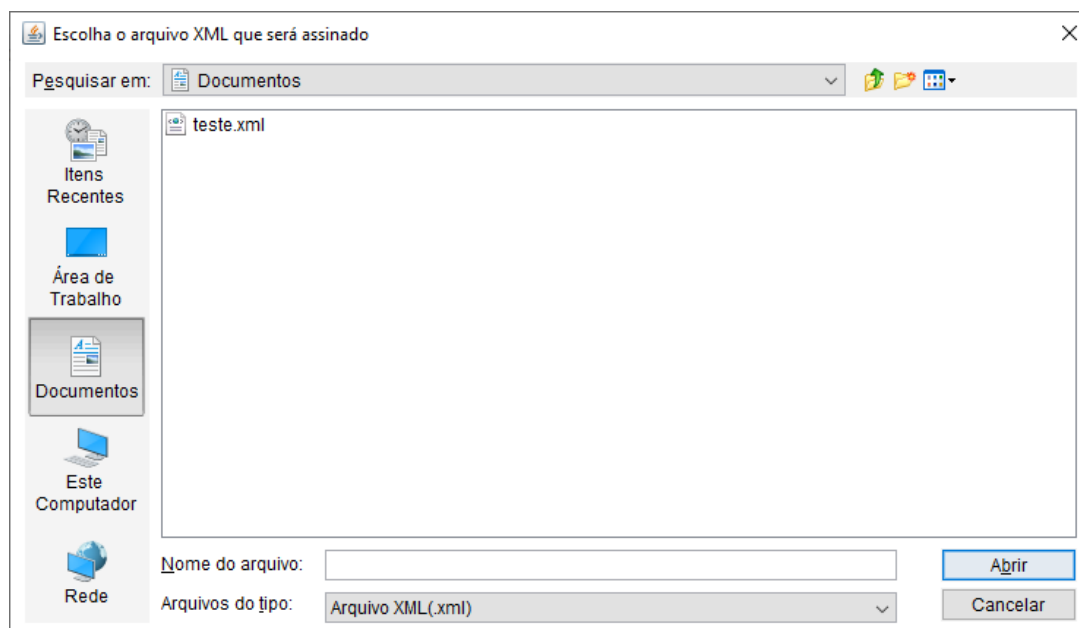 Escolha o arquivo XML que será assinado
Pesquisar em: Documentos
teste.xml
Itens
Recentes
Área de
Trabalho
Documentos
Este
Computador
Rede
Nome do arquivo:
Abrir
Arquivos do tipo: Arquivo XML(.xml)
Cancelar